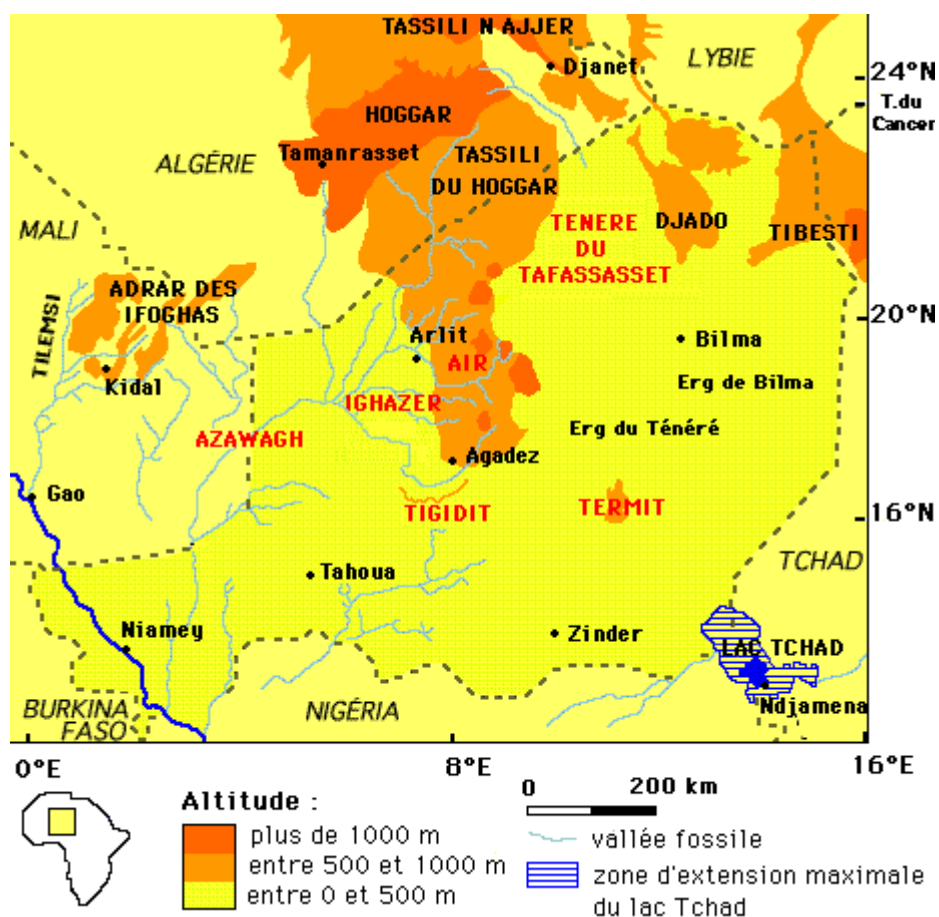 TASSILI N AJJER
Djanet
LYBIE
24°N
T.du
Cancer
HOGGAR
Tamanrasset
ALGÉRIE
TASSILI
DU HOGGAR
MALI
TENERE
DU
TAFASSASSET
DJADO
TIBESTI
ADRAR DES
IFOGHAS
TILEMSI
Kidal
Arlit
AIR
20°N
Bilma
Erg de Bilma
IGHAZER
AZAWAGH
Erg du Ténéré
Agadez
Gao
TIGIDIT
TERMIT
16°N
TCHAD
Tahoua
Niamey
Zinder
LAC TCHAD
Ndjamena
BURKINA
FASO
NIGÉRIA
0°E
8°E
16°E
Altitude :
plus de 1000 m
entre 500 et 1000 m
entre 0 et 500 m
0 200 km
vallée fossile
zone d'extension maximale
du lac Tchad